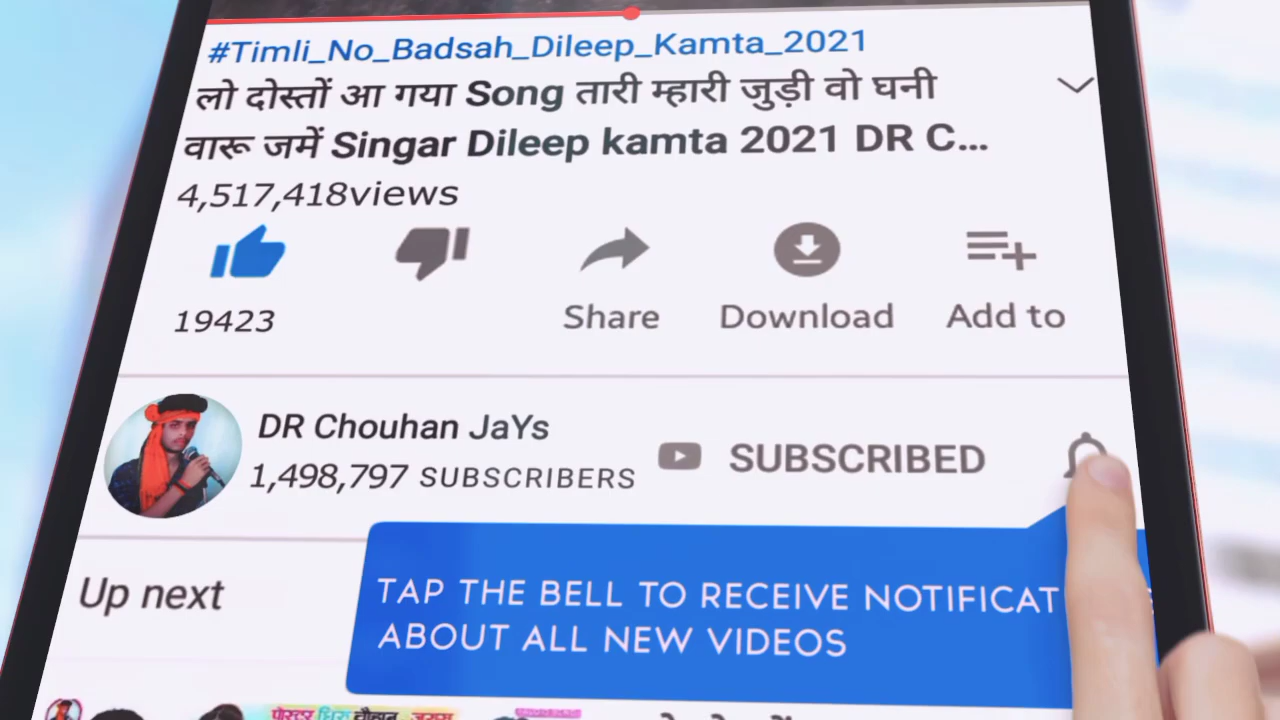 #Timli_No_Badsah_Dileep_Kamta_2021
लो दोस्तों आ गया Song तारी म्हारी जुड़ी वो घनी
वारू जमें Singar Dileep kamta 2021 DR C...
4,517,418views
19423
Share
Download
Add to
DR Chouhan JaYs
1,498,797 SUBSCRIBERS
SUBSCRIBED
Up next
TAP THE BELL TO RECEIVE NOTIFICAT
ABOUT ALL NEW VIDEOS